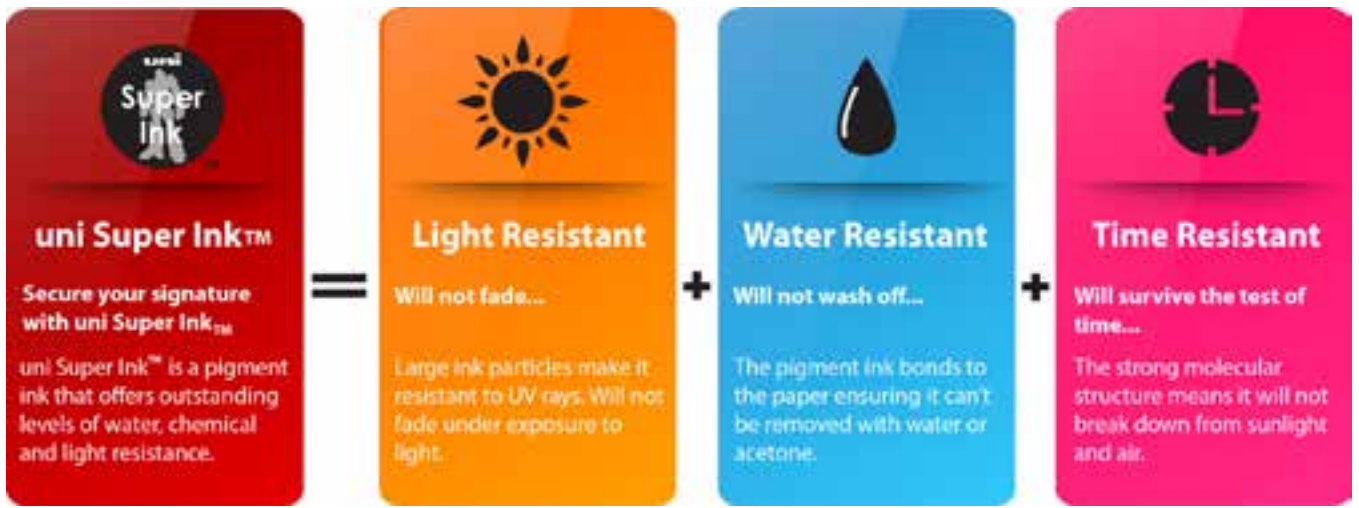 uni
Super
Ink
uni Super Ink™
Secure your signature
with uni Super Ink™
uni Super Ink™ is a pigment
ink that offers outstanding
levels of water, chemical
and light resistance.
=
Light Resistant
Will not fade...
Large ink particles make it
resistant to UV rays. Will not
fade under exposure to
light.
+
Water Resistant
Will not wash off...
The pigment ink bonds to
the paper ensuring it can't
be removed with water or
acetone.
+
Time Resistant
Will survive the test of
time...
The strong molecular
structure means it will not
break down from sunlight
and air.